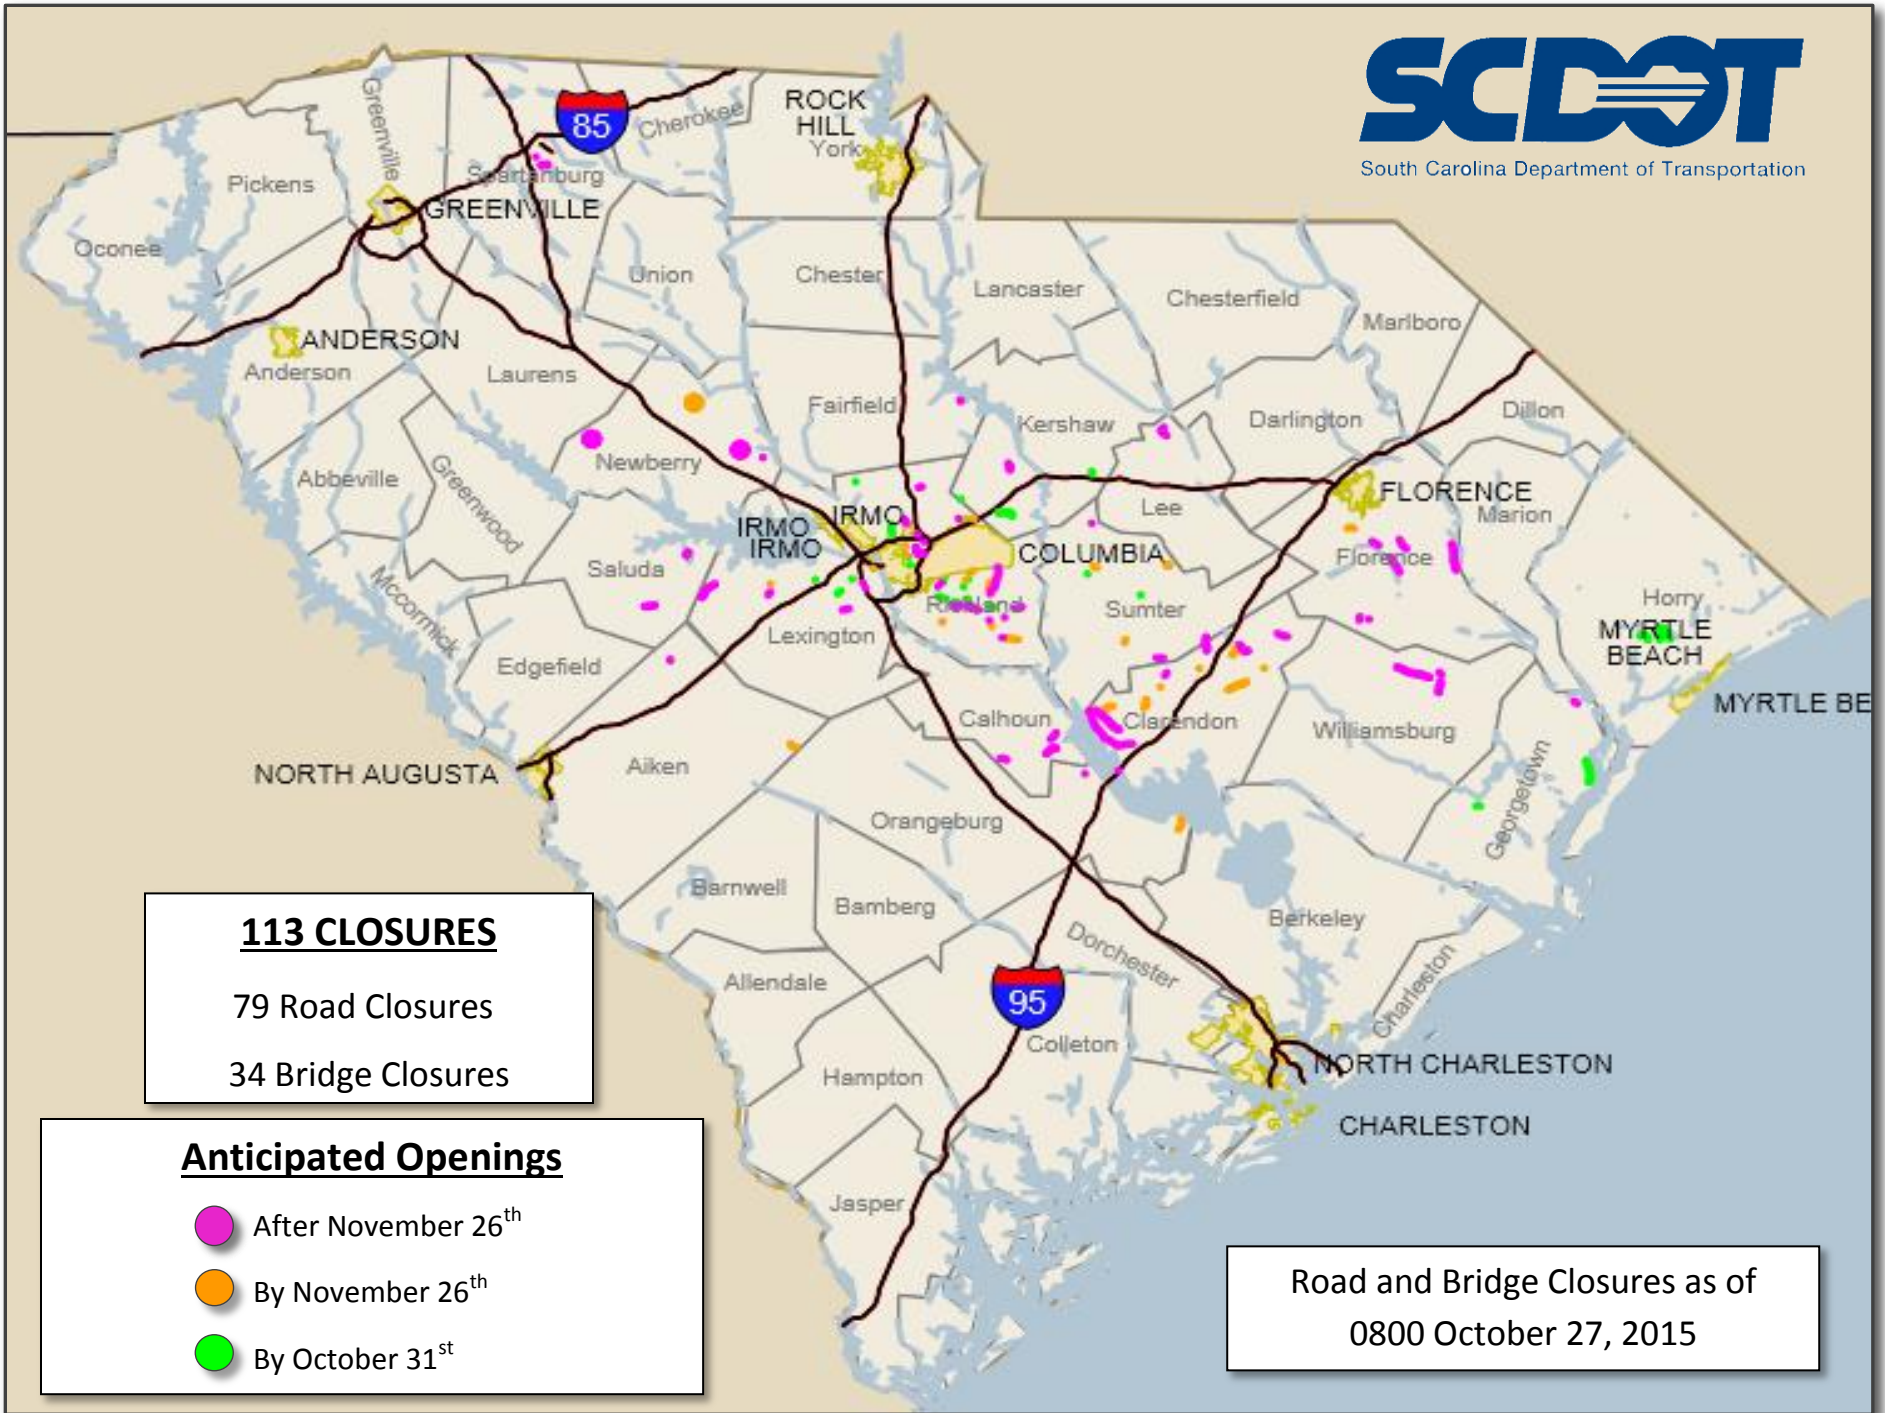 SCDOT
South Carolina Department of Transportation
85
Cherokee
ROCK
HILL
York
Greenville
Pickens
Spartanburg
GREENVILLE
Oconee
Union
Chester
Lancaster
Chesterfield
Marlboro
ANDERSON
Anderson
Laurens
Fairfield
Kershaw
Darlington
Dillon
Abbeville
Greenwood
Newberry
FLORENCE
Marion
Lee
IRMO
IRMO
IRMO
COLUMBIA
Florence
Saluda
Mccormick
Richland
Sumter
Horry
MYRTLE
BEACH
Lexington
Edgefield
MYRTLE BE
Calhoun
Clarendon
Williamsburg
Georgetown
NORTH AUGUSTA
Aiken
Orangeburg
Barnwell
Bamberg
Berkeley
Dorchester
Charleston
Allendale
95
Colleton
Hampton
NORTH CHARLESTON
CHARLESTON
Jasper
113 CLOSURES
79 Road Closures
34 Bridge Closures
Anticipated Openings
After November 26th
By November 26th
By October 31st
Road and Bridge Closures as of
0800 October 27, 2015